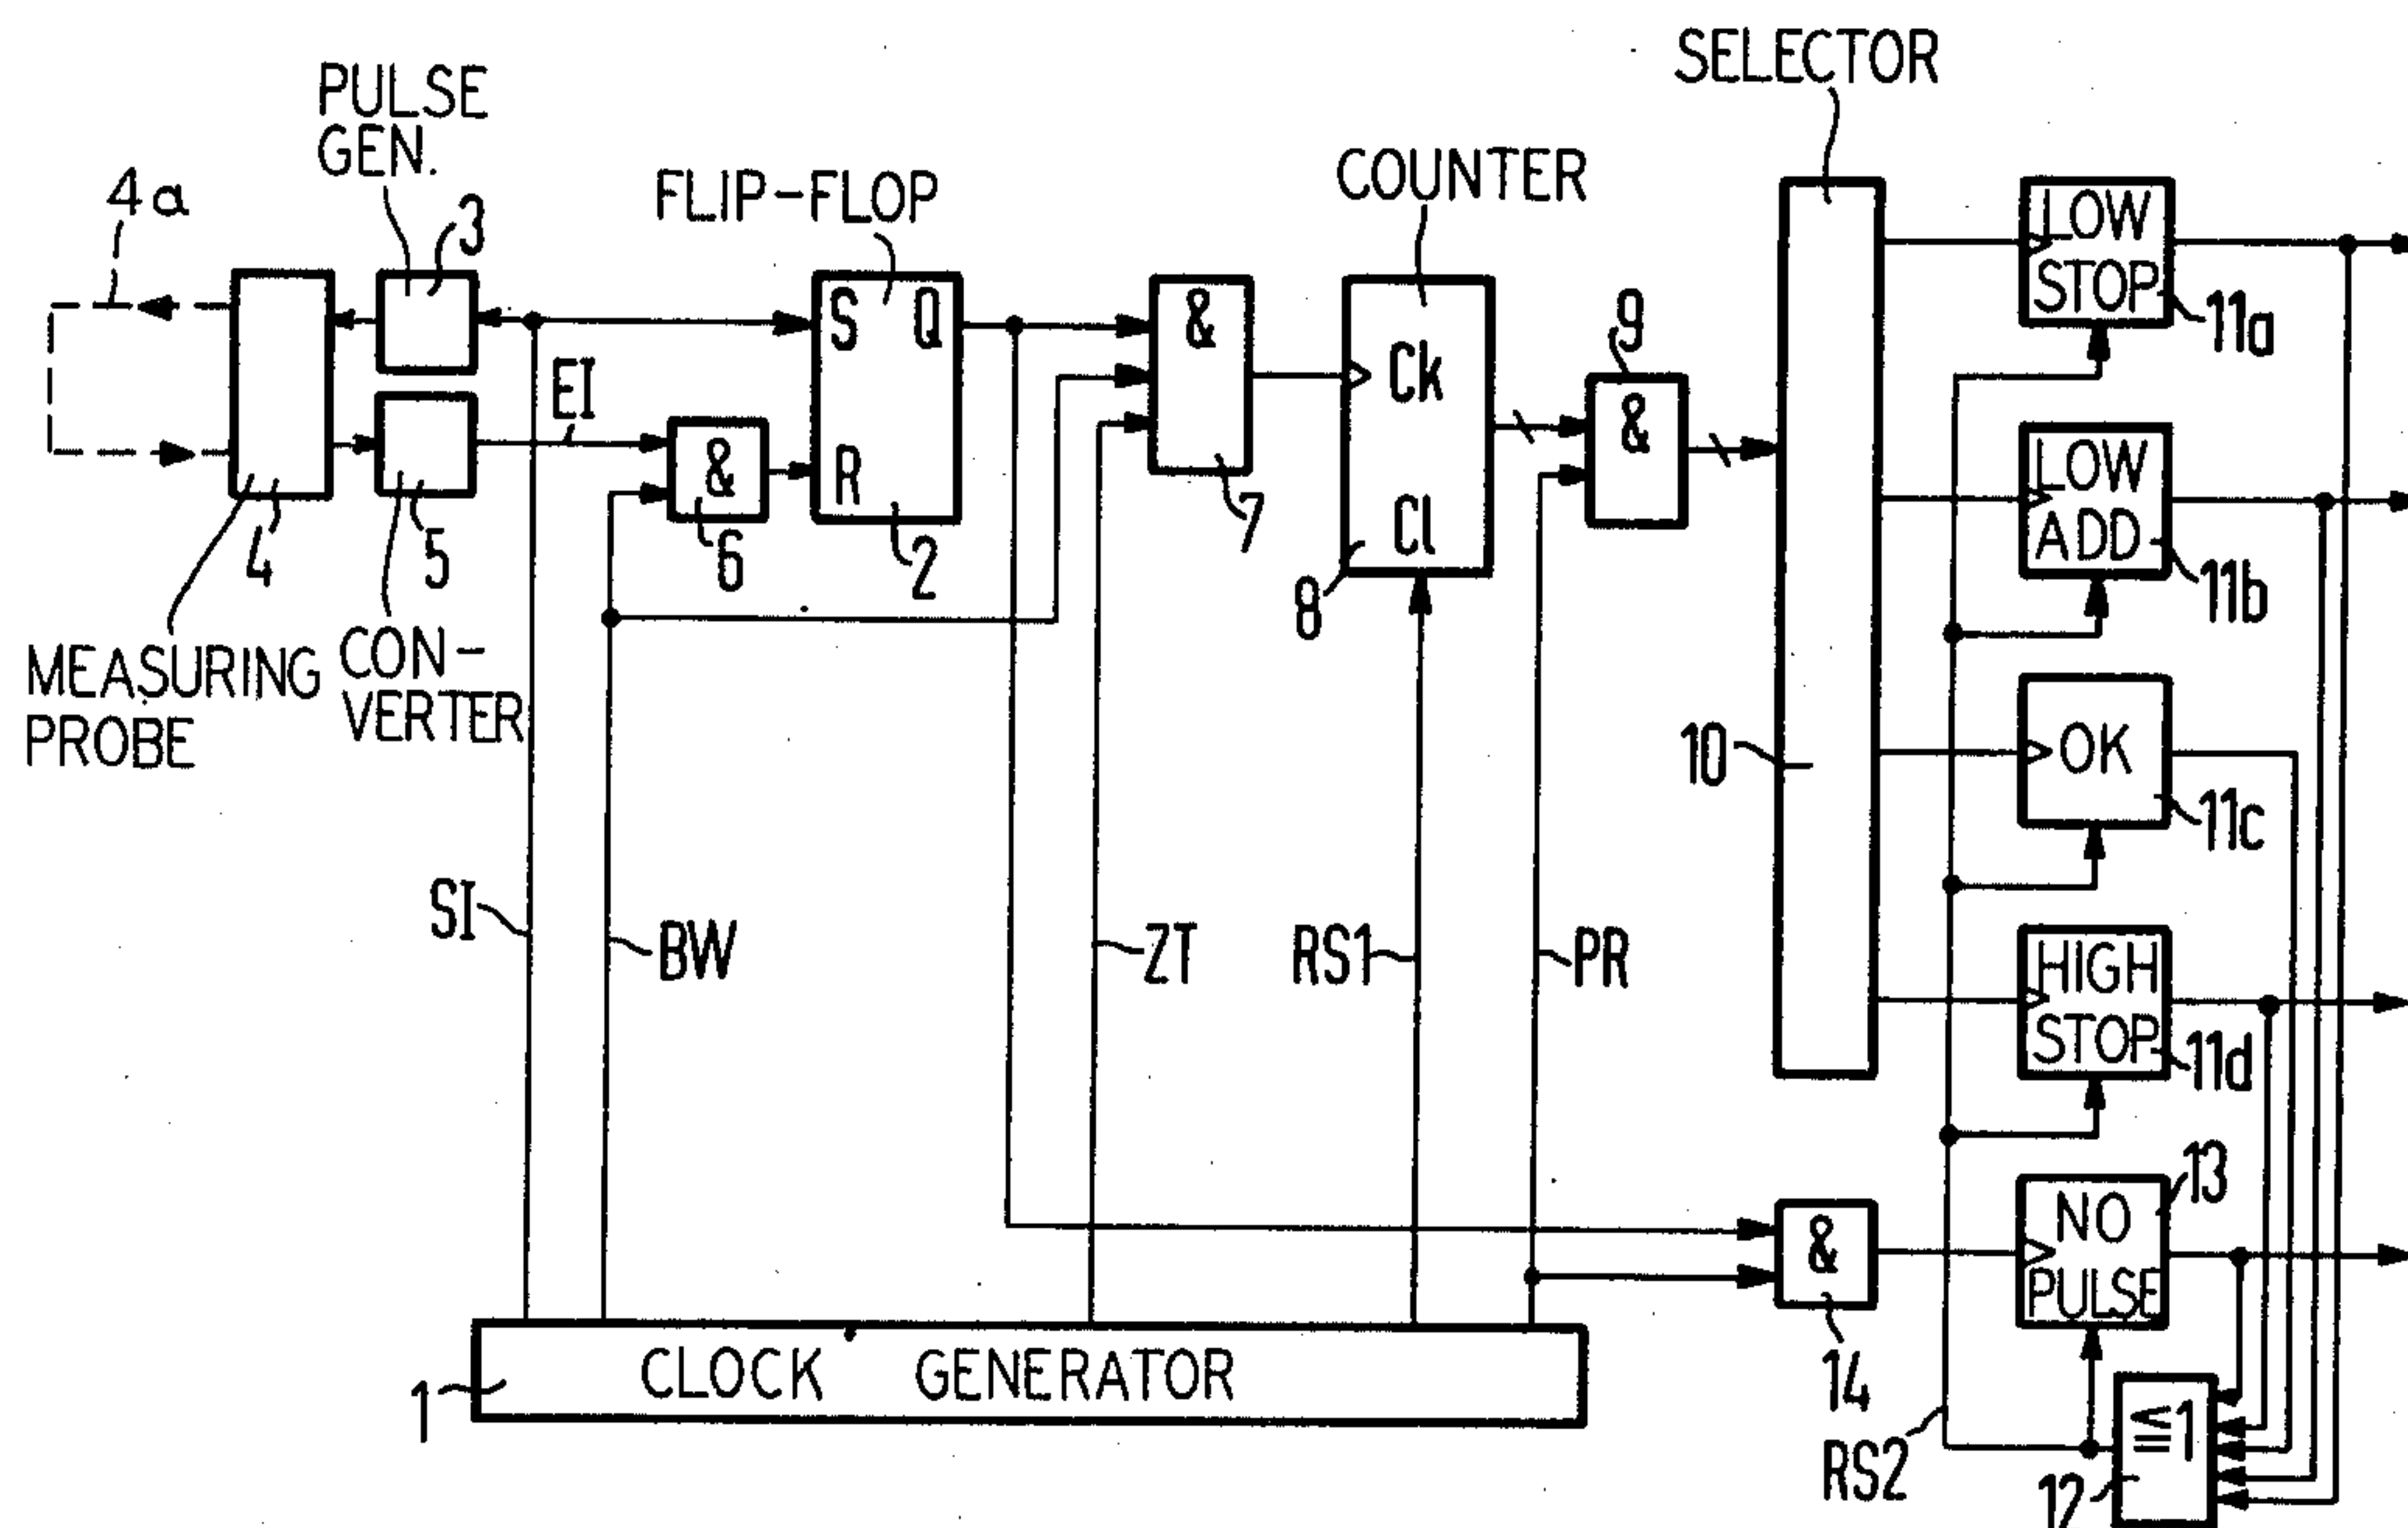 SELECTOR
PULSE
GEN.
COUNTER
4a
3
FLIP-FLOP
LOW
STOP
11a
S Q
&
Ck
9
&
EI
&
R
Cl
LOW
ADD
11b
4
5
6
2
7
8
MEASURING
PROBE
CON-
VERTER
10
OK
11c
SI
BW
ZT
RS1
PR
HIGH
STOP
11d
13
NO
PULSE
&
14
1
CLOCK GENERATOR
RS2
≦1
12